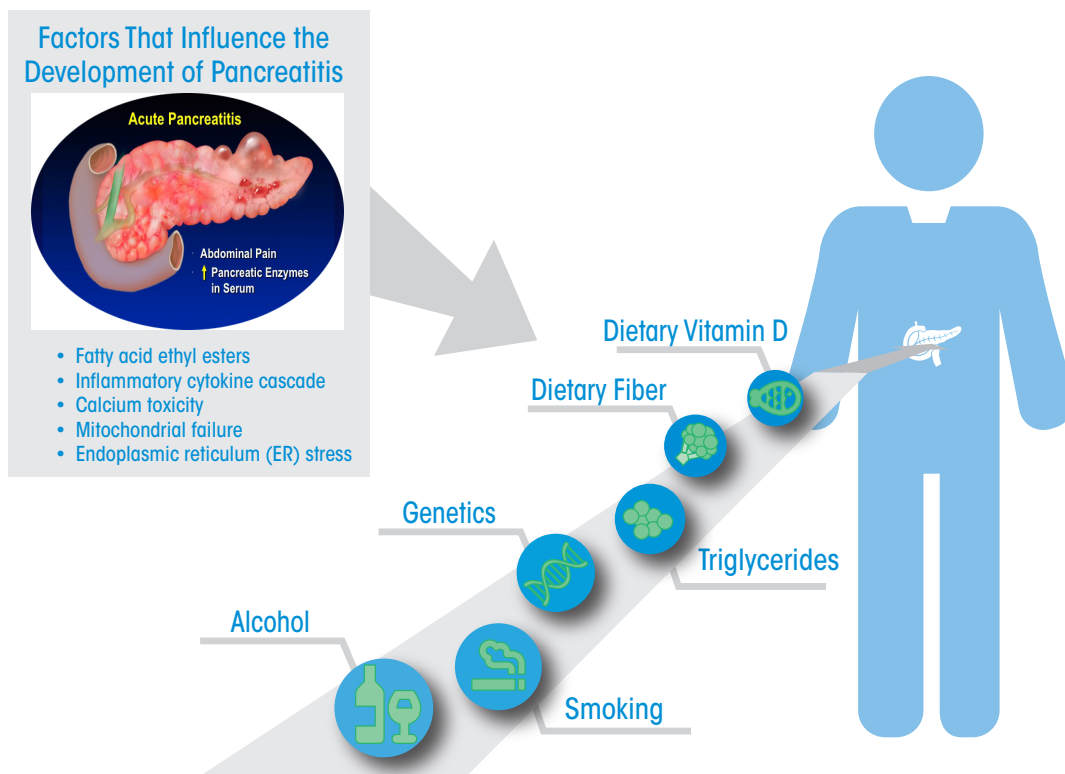 Factors That Influence the
Development of Pancreatitis
Acute Pancreatitis
Abdominal Pain
↑ Pancreatic Enzymes
in Serum
• Fatty acid ethyl esters
• Inflammatory cytokine cascade
• Calcium toxicity
• Mitochondrial failure
• Endoplasmic reticulum (ER) stress
Dietary Vitamin D
Dietary Fiber
Genetics
Triglycerides
Alcohol
Smoking